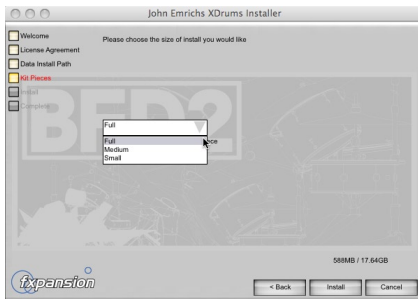 John Emrichs XDrums Installer
Welcome
License Agreement
Data Install Path
Kit Pieces
Install
Complete
Please choose the size of install you would like
BFD2
Full
Full
Medium
Small
588MB / 17.64GB
fxpansion
< Back
Install
Cancel